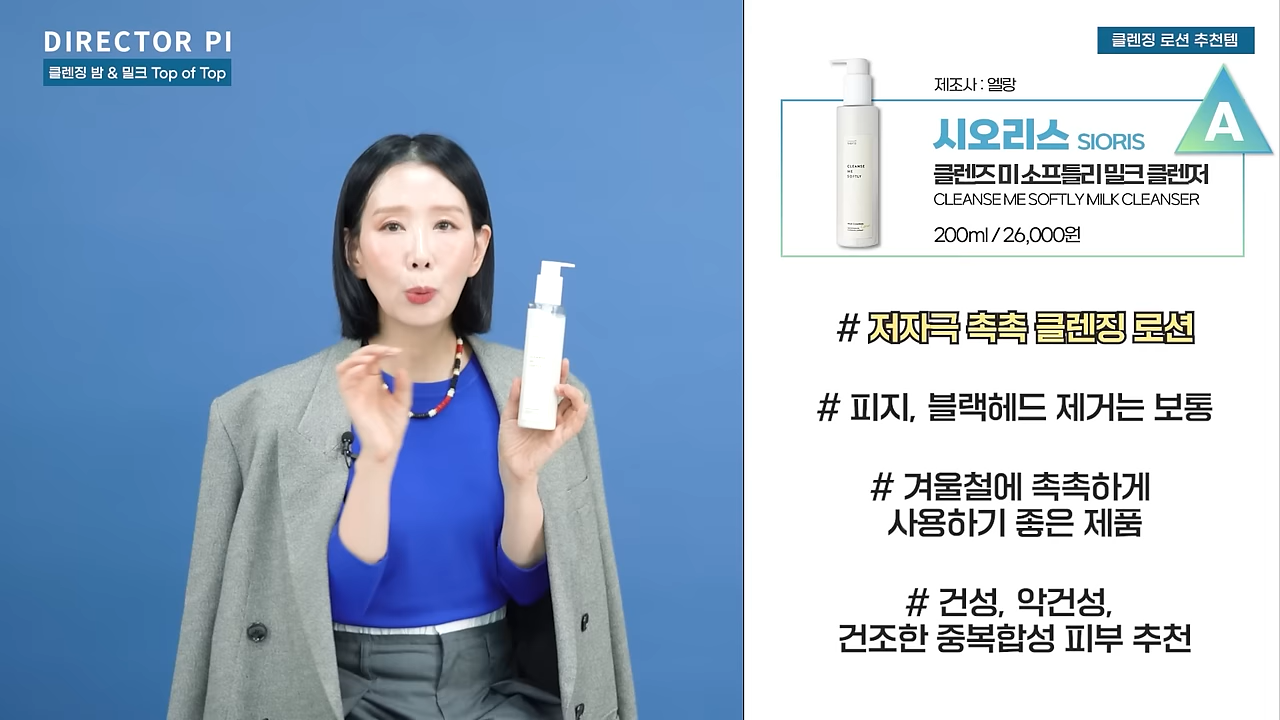 DIRECTOR PI
클렌징 밤 & 밀크 Top of Top
클렌징 로션 추천템
제조사 : 엘랑
A
시오리스 SIORIS
클렌즈 미 소프틀리 밀크 클렌저
CLEANSE ME SOFTLY MILK CLEANSER
200ml / 26,000원
CLEANSE
ME
SOFTLY
# 저자극 촉촉 클렌징 로션
# 피지, 블랙헤드 제거는 보통
# 겨울철에 촉촉하게
사용하기 좋은 제품
# 건성, 악건성,
건조한 중복합성 피부 추천